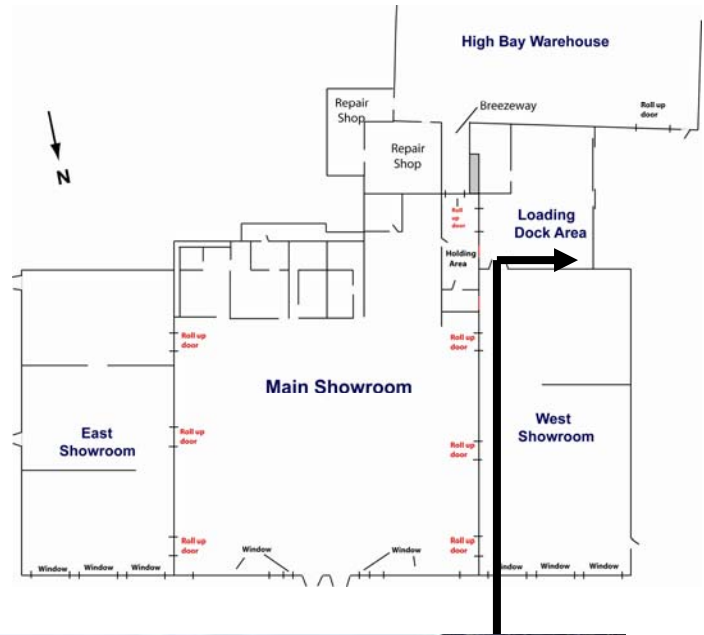 High Bay Warehouse
Repair
Shop
Breezeway
Roll up
door
Repair
Shop
N
Roll
up
door
Loading
Dock Area
Holding
Area
Roll up
door
Roll up
door
Main Showroom
East
Showroom
Roll up
door
Roll up
door
West
Showroom
Roll up
door
Roll up
door
Window
Window
Window
Window
Window
Window
Window
Window